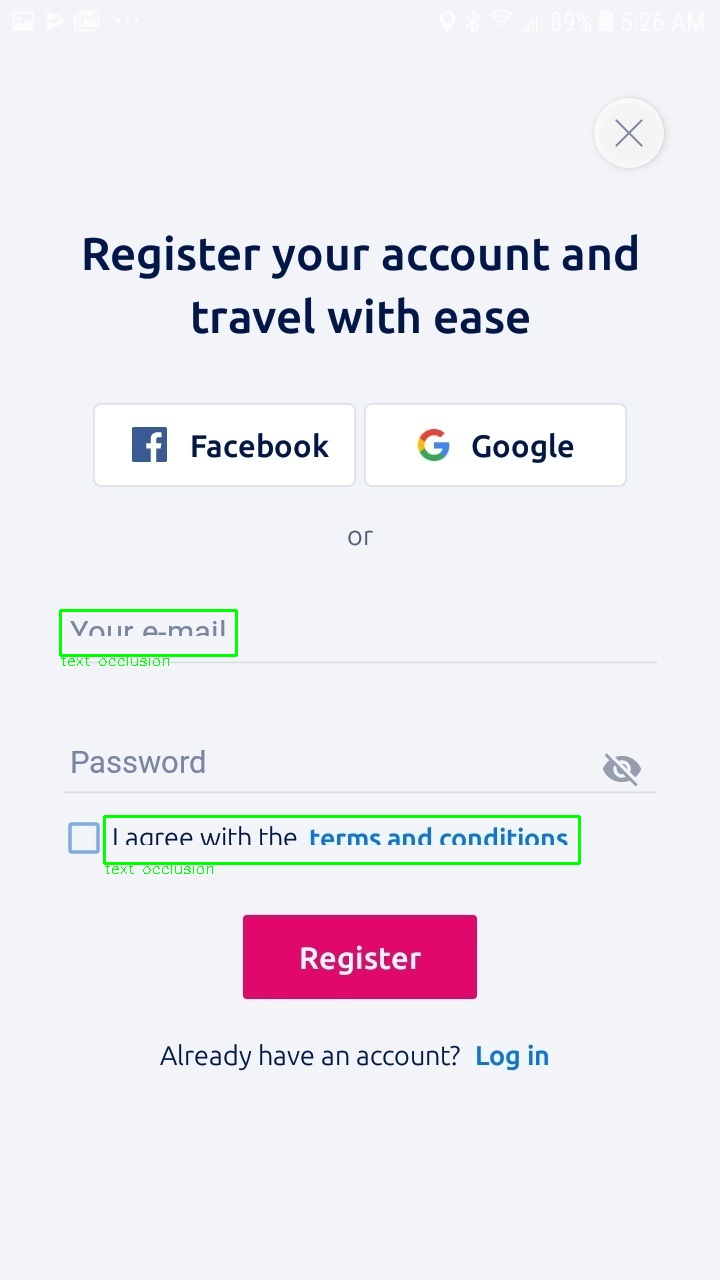 89% 5:26 AM
Register your account and
travel with ease
Facebook Google
or
Your e-mail
text occlusion
Password
I agree with the terms and conditions
text occlusion
Register
Already have an account? Log in